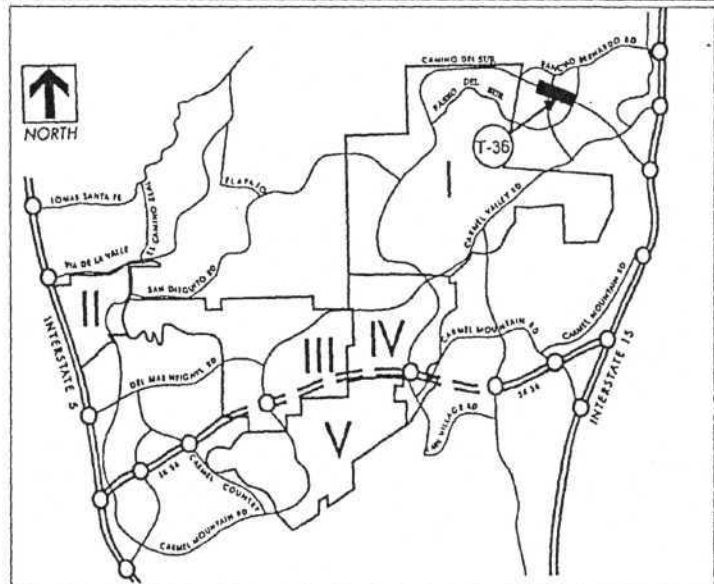 CAMINO DEL SUR
RANCHO BERNARDO RD
PASEO DEL SUR
NORTH
T-36
I
EL APAJO
LOMAS SANTA FE
EL CAMINO REAL
CARMEL VALLEY RD
VIA DE LA VALLE
SAN DIEGUITO RD
II
INTERSTATE 5
III
IV
CARMEL MOUNTAIN RD
CARMEL MOUNTAIN RD
DEL MAR HEIGHTS RD
SR 56
INTERSTATE 15
VILLAGE RD
V
SR 56
CARMEL COUNTRY
CARMEL MOUNTAIN RD